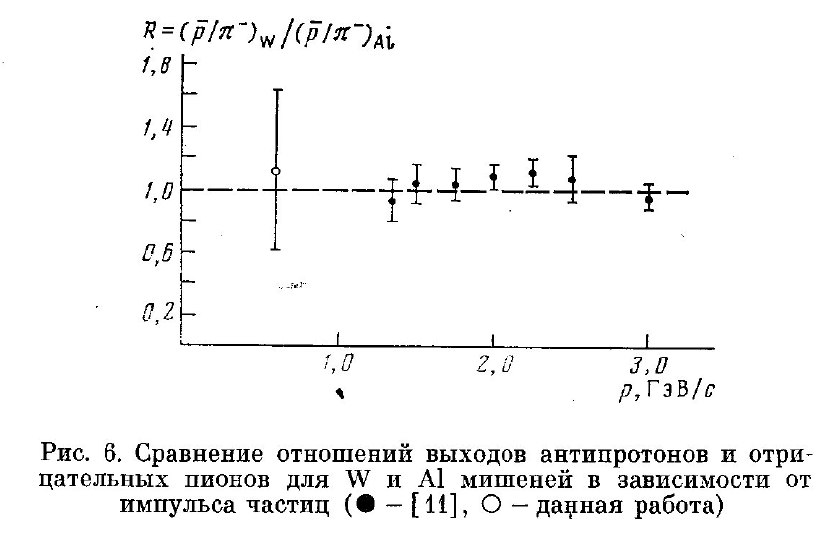 R = (p̄/π⁻)W/(p̄/π⁻)Al
1,8
1,4
1,0
0,6
0,2
1,0 2,0 3,0
p, ГэВ/c
Рис. 6. Сравнение отношений выходов антипротонов и отри-
цательных пионов для W и Al мишеней в зависимости от
импульса частиц (● – [11], ○ – данная работа)